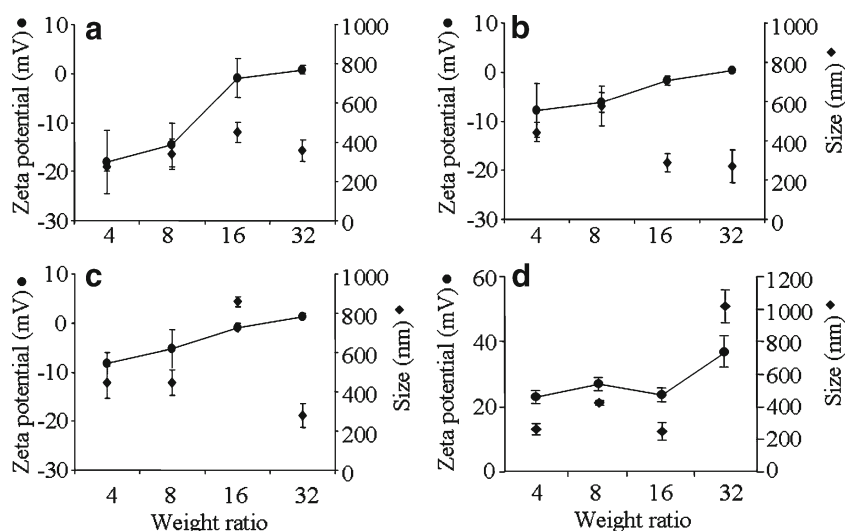 a
Zeta potential (mV) ●
10
0
-10
-20
-30
1000
800
600
400
200
0
4 8 16 32
b
Zeta potential (mV) ●
10
0
-10
-20
-30
1000
800
600
400
200
0
Size (nm) ◆
4 8 16 32
c
Zeta potential (mV) ●
10
0
-10
-20
-30
1000
800
600
400
200
0
Size (nm) ◆
4 8 16 32
Weight ratio
d
Zeta potential (mV) ●
60
40
20
0
1200
1000
800
600
400
200
0
Size (nm) ◆
4 8 16 32
Weight ratio